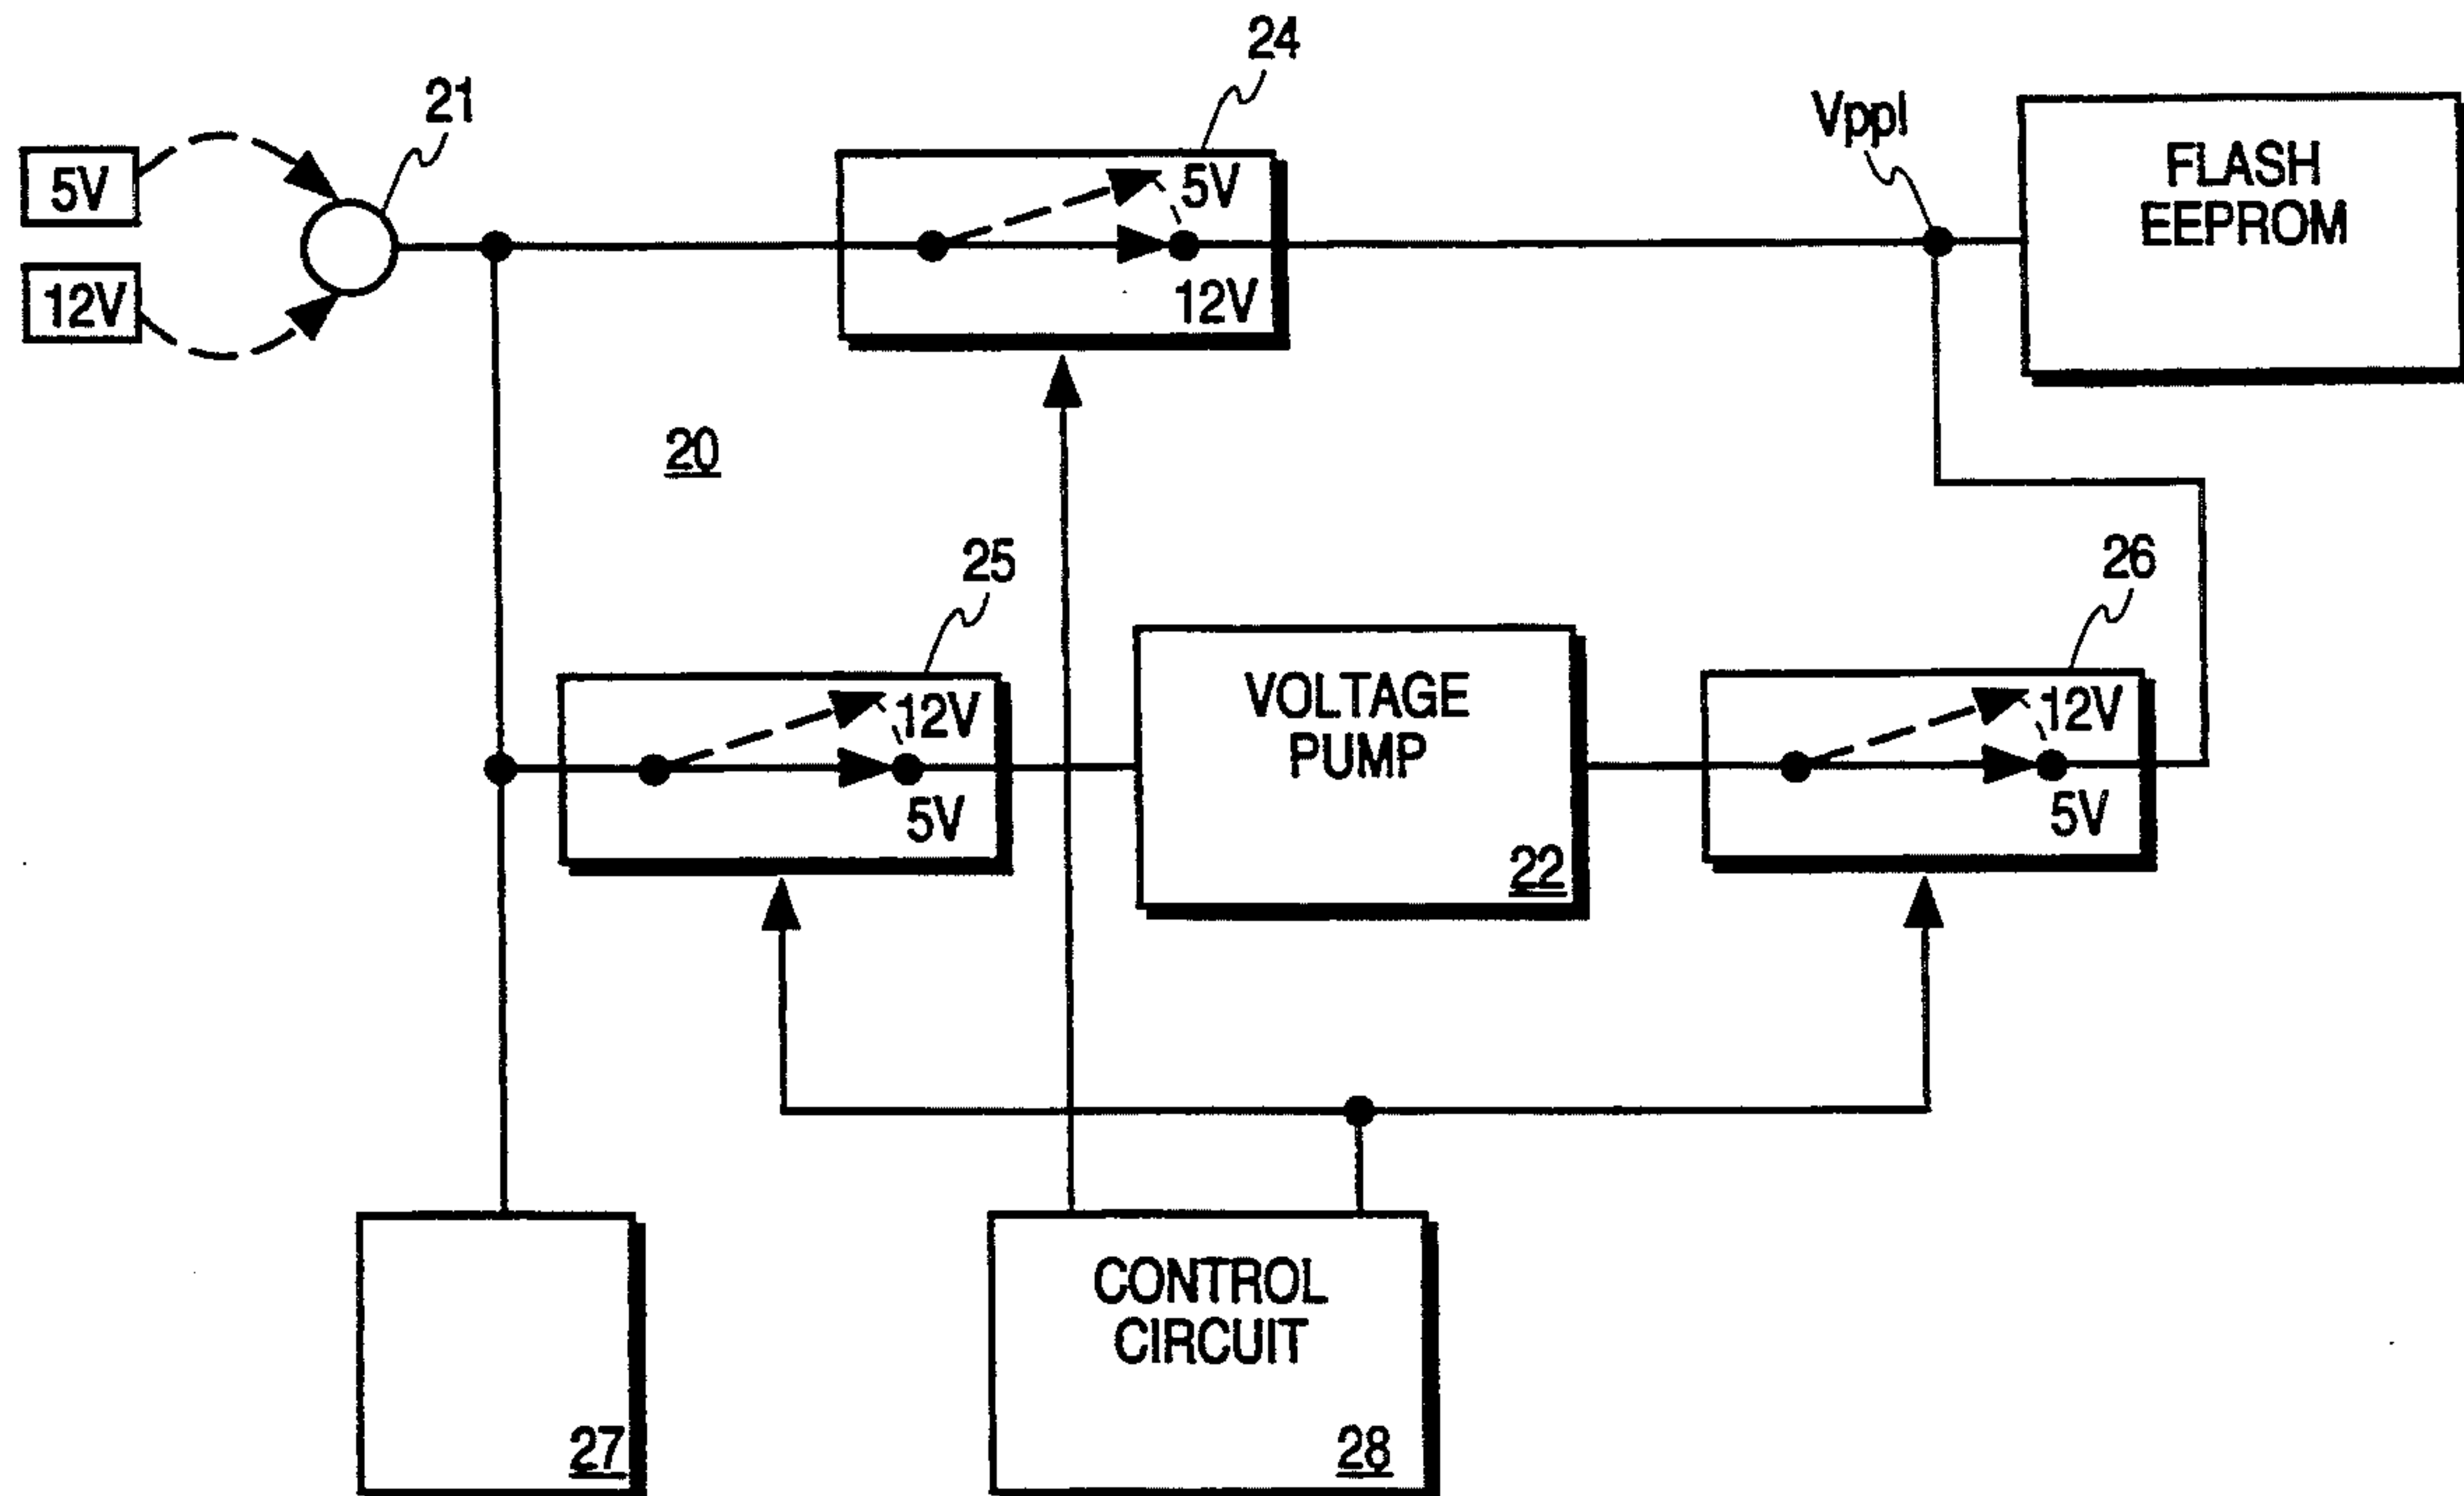 24
21
VppI
5V
FLASH
EEPROM
5V
12V
12V
20
25
26
12V
5V
VOLTAGE
PUMP
22
12V
5V
CONTROL
CIRCUIT
27
28